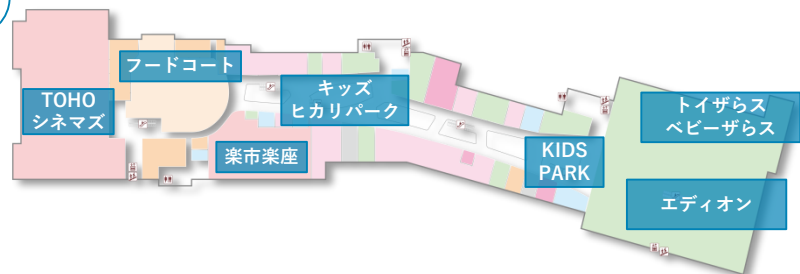 フードコート
TOHO
シネマズ
キッズ
ヒカリパーク
トイザらス
ベビーザらス
楽市楽座
KIDS
PARK
エディオン